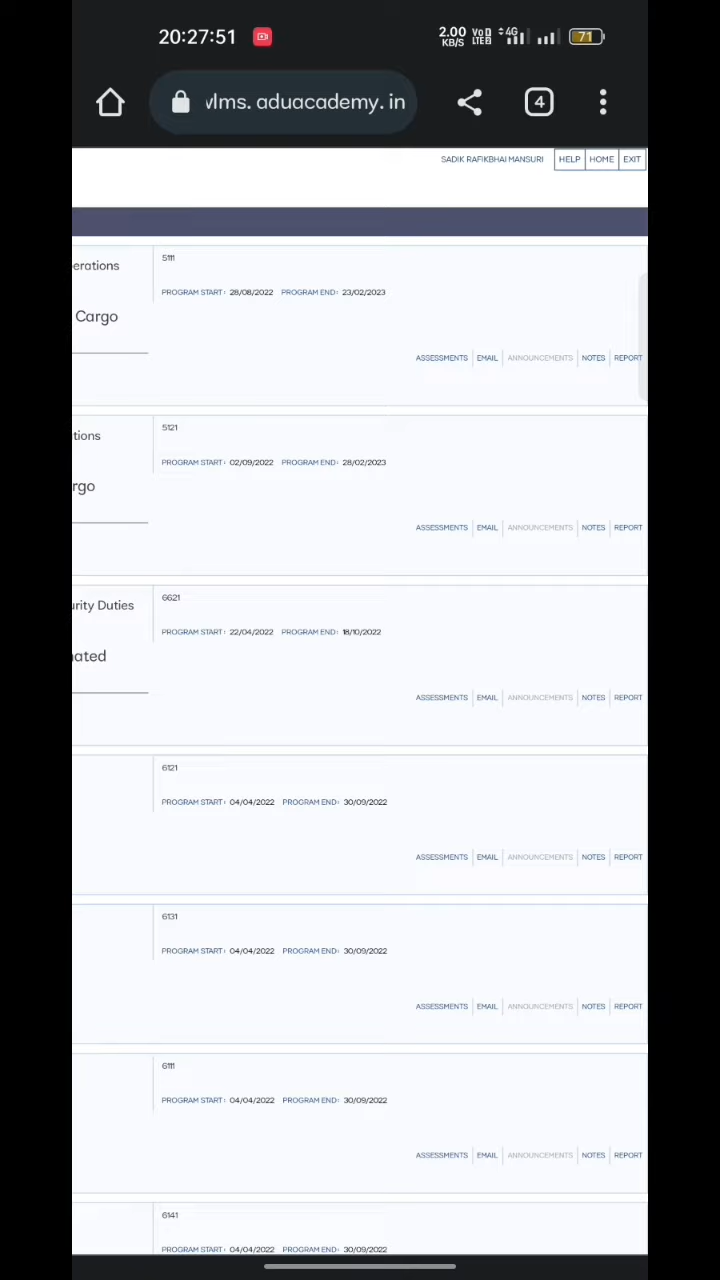 20:27:51 2.00 KB/S VoD LTE 4G 71
vlms. aduacademy. in 4
SADIK RAFIKBHAI MANSURI HELP HOME EXIT
erations
5111
PROGRAM START : 28/08/2022 PROGRAM END : 23/02/2023
Cargo
ASSESSMENTS EMAIL ANNOUNCEMENTS NOTES REPORT
tions
5121
PROGRAM START : 02/09/2022 PROGRAM END : 28/02/2023
rgo
ASSESSMENTS EMAIL ANNOUNCEMENTS NOTES REPORT
urity Duties
6621
PROGRAM START : 22/04/2022 PROGRAM END : 18/10/2022
nated
ASSESSMENTS EMAIL ANNOUNCEMENTS NOTES REPORT
6121
PROGRAM START : 04/04/2022 PROGRAM END : 30/09/2022
ASSESSMENTS EMAIL ANNOUNCEMENTS NOTES REPORT
6131
PROGRAM START : 04/04/2022 PROGRAM END : 30/09/2022
ASSESSMENTS EMAIL ANNOUNCEMENTS NOTES REPORT
6111
PROGRAM START : 04/04/2022 PROGRAM END : 30/09/2022
ASSESSMENTS EMAIL ANNOUNCEMENTS NOTES REPORT
6141
PROGRAM START : 04/04/2022 PROGRAM END : 30/09/2022